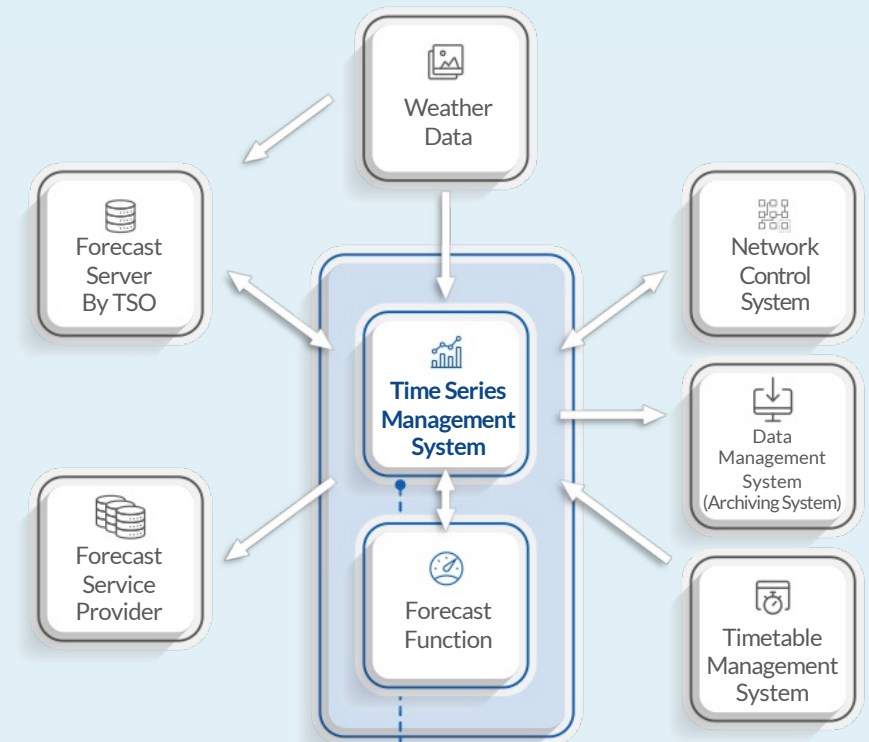 Weather
Data
Forecast
Server
By TSO
Network
Control
System
Time Series
Management
System
Data
Management
System
(Archiving System)
Forecast
Service
Provider
Forecast
Function
Timetable
Management
System